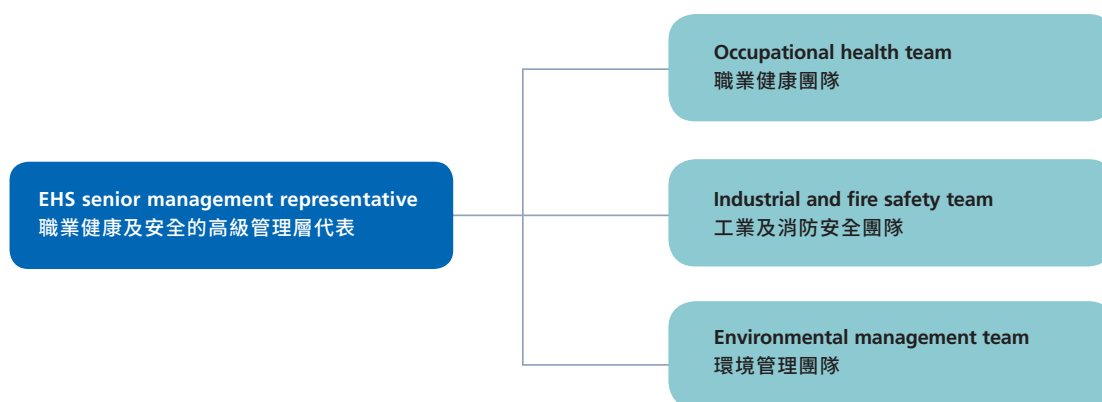 Occupational health team
職業健康團隊
EHS senior management representative
職業健康及安全的高級管理層代表
Industrial and fire safety team
工業及消防安全團隊
Environmental management team
環境管理團隊